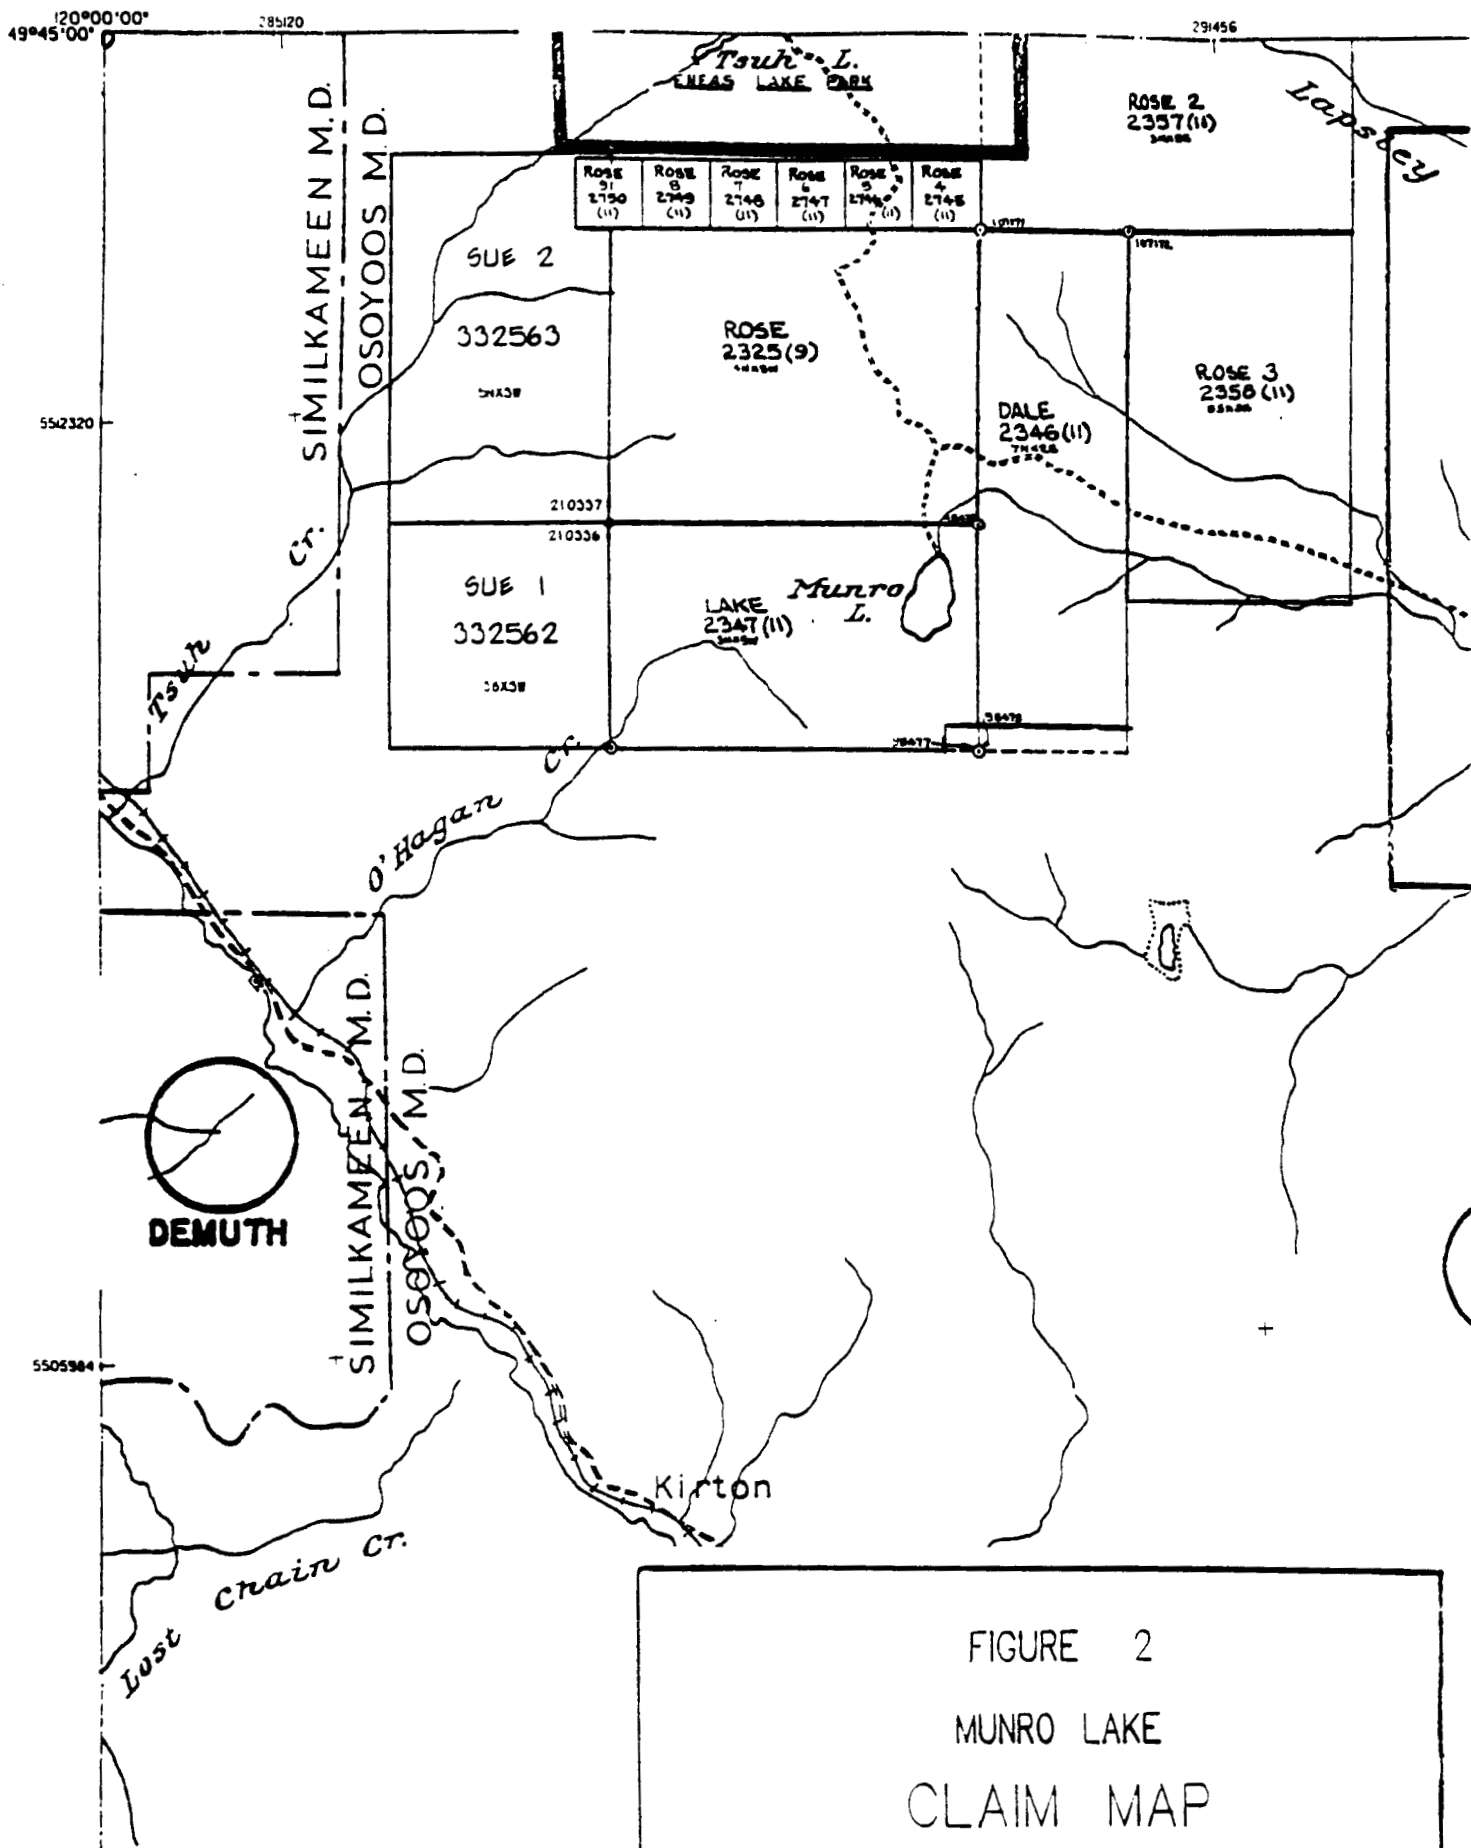 120°00'00"
49°45'00"
285120
291456
Tsuh L.
ENEAS LAKE PARK
ROSE 2
2357(11)
Lapsley
SIMILKAMEEN M.D.
OSOYOOS M.D.
ROSE
91
2750
(11)
ROSE
8
2749
(11)
ROSE
7
2748
(11)
ROSE
6
2747
(11)
ROSE
5
(11)
ROSE
4
2745
(11)
107172
SUE 2
332563
5NX3W
ROSE
2325(9)
ROSE 3
2358(11)
DALE
2346(11)
5512320
210337
210336
SUE 1
332562
3SX3W
LAKE
2347(11)
Munro
L.
Tsuh Cr.
O'Hagan Cr.
SIMILKAMEEN M.D.
OSOYOOS M.D.
DEMUTH
5505984
Kirton
Lost Chain Cr.
FIGURE 2
MUNRO LAKE
CLAIM MAP